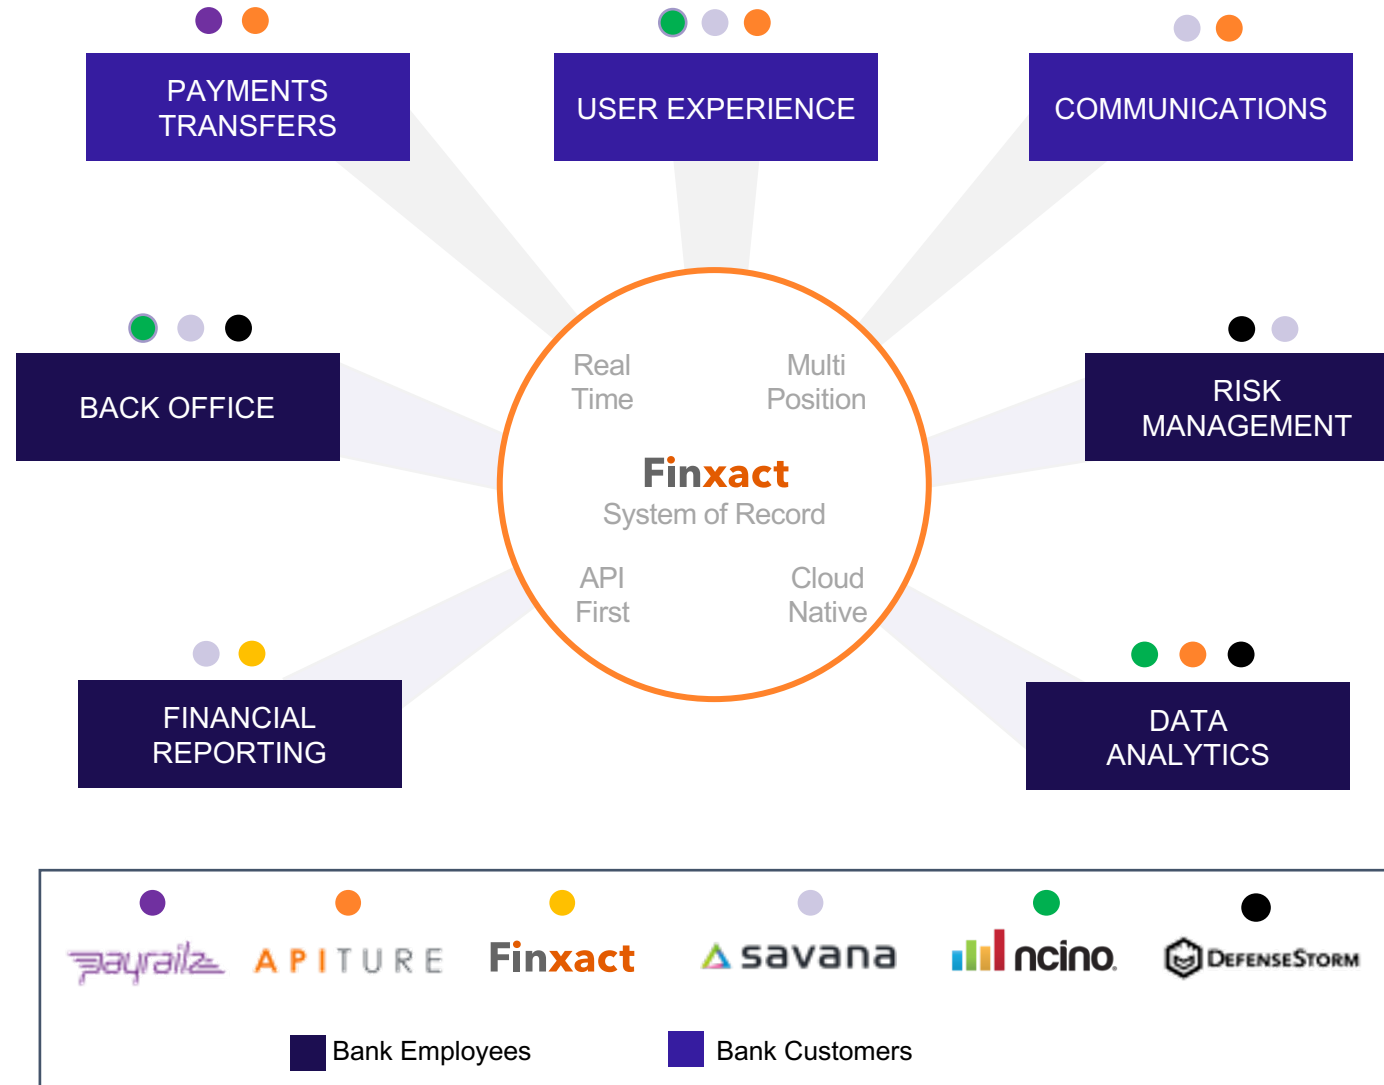 PAYMENTS
TRANSFERS
USER EXPERIENCE
COMMUNICATIONS
BACK OFFICE
Real
Time
Multi
Position
RISK
MANAGEMENT
Finxact
System of Record
API
First
Cloud
Native
FINANCIAL
REPORTING
DATA
ANALYTICS
payrailz
APITURE
Finxact
savana
ncino.
DEFENSESTORM
Bank Employees
Bank Customers